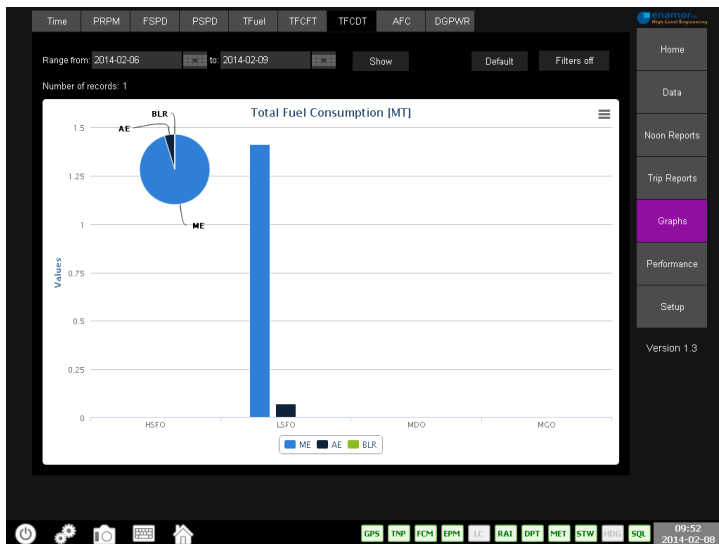 Time PRPM FSPD PSPD TFuel TFCFT TFCDT AFC DGPWR
enamor Ltd.
High Level Engineering
Range from: 2014-02-06 to: 2014-02-09 Show Default Filters off
Number of records: 1
Home
Data
Noon Reports
Trip Reports
Graphs
Performance
Setup
Version 1.3
Total Fuel Consumption [MT]
BLR
AE
ME
Values
1.5
1.25
1
0.75
0.5
0.25
0
HSFO LSFO MDO MGO
ME AE BLR
GPS TNP FCM EPM LC RAI DPT MET STW HDG SQL
09:52
2014-02-08